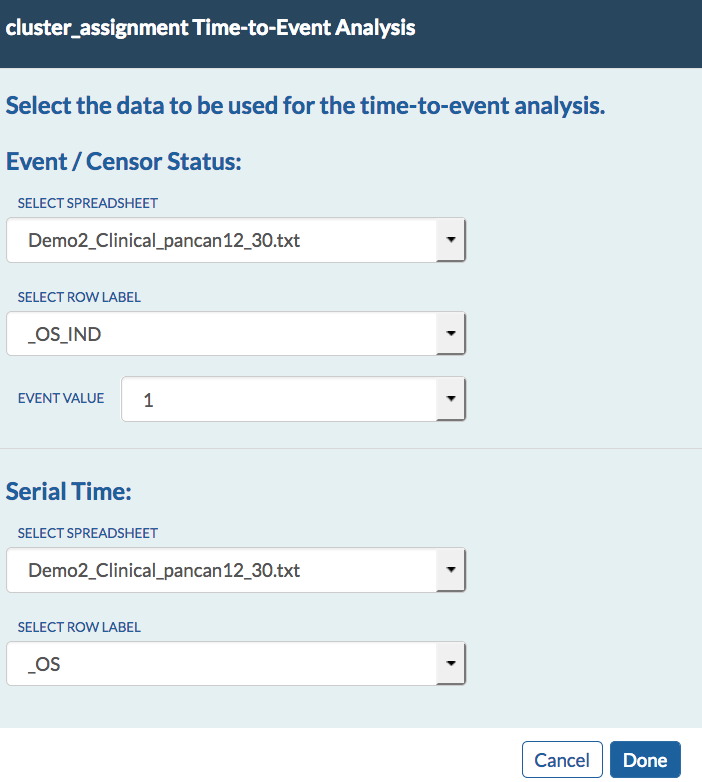 cluster_assignment Time-to-Event Analysis
Select the data to be used for the time-to-event analysis.
Event / Censor Status:
SELECT SPREADSHEET
Demo2_Clinical_pancan12_30.txt
SELECT ROW LABEL
_OS_IND
EVENT VALUE 1
Serial Time:
SELECT SPREADSHEET
Demo2_Clinical_pancan12_30.txt
SELECT ROW LABEL
_OS
Cancel Done